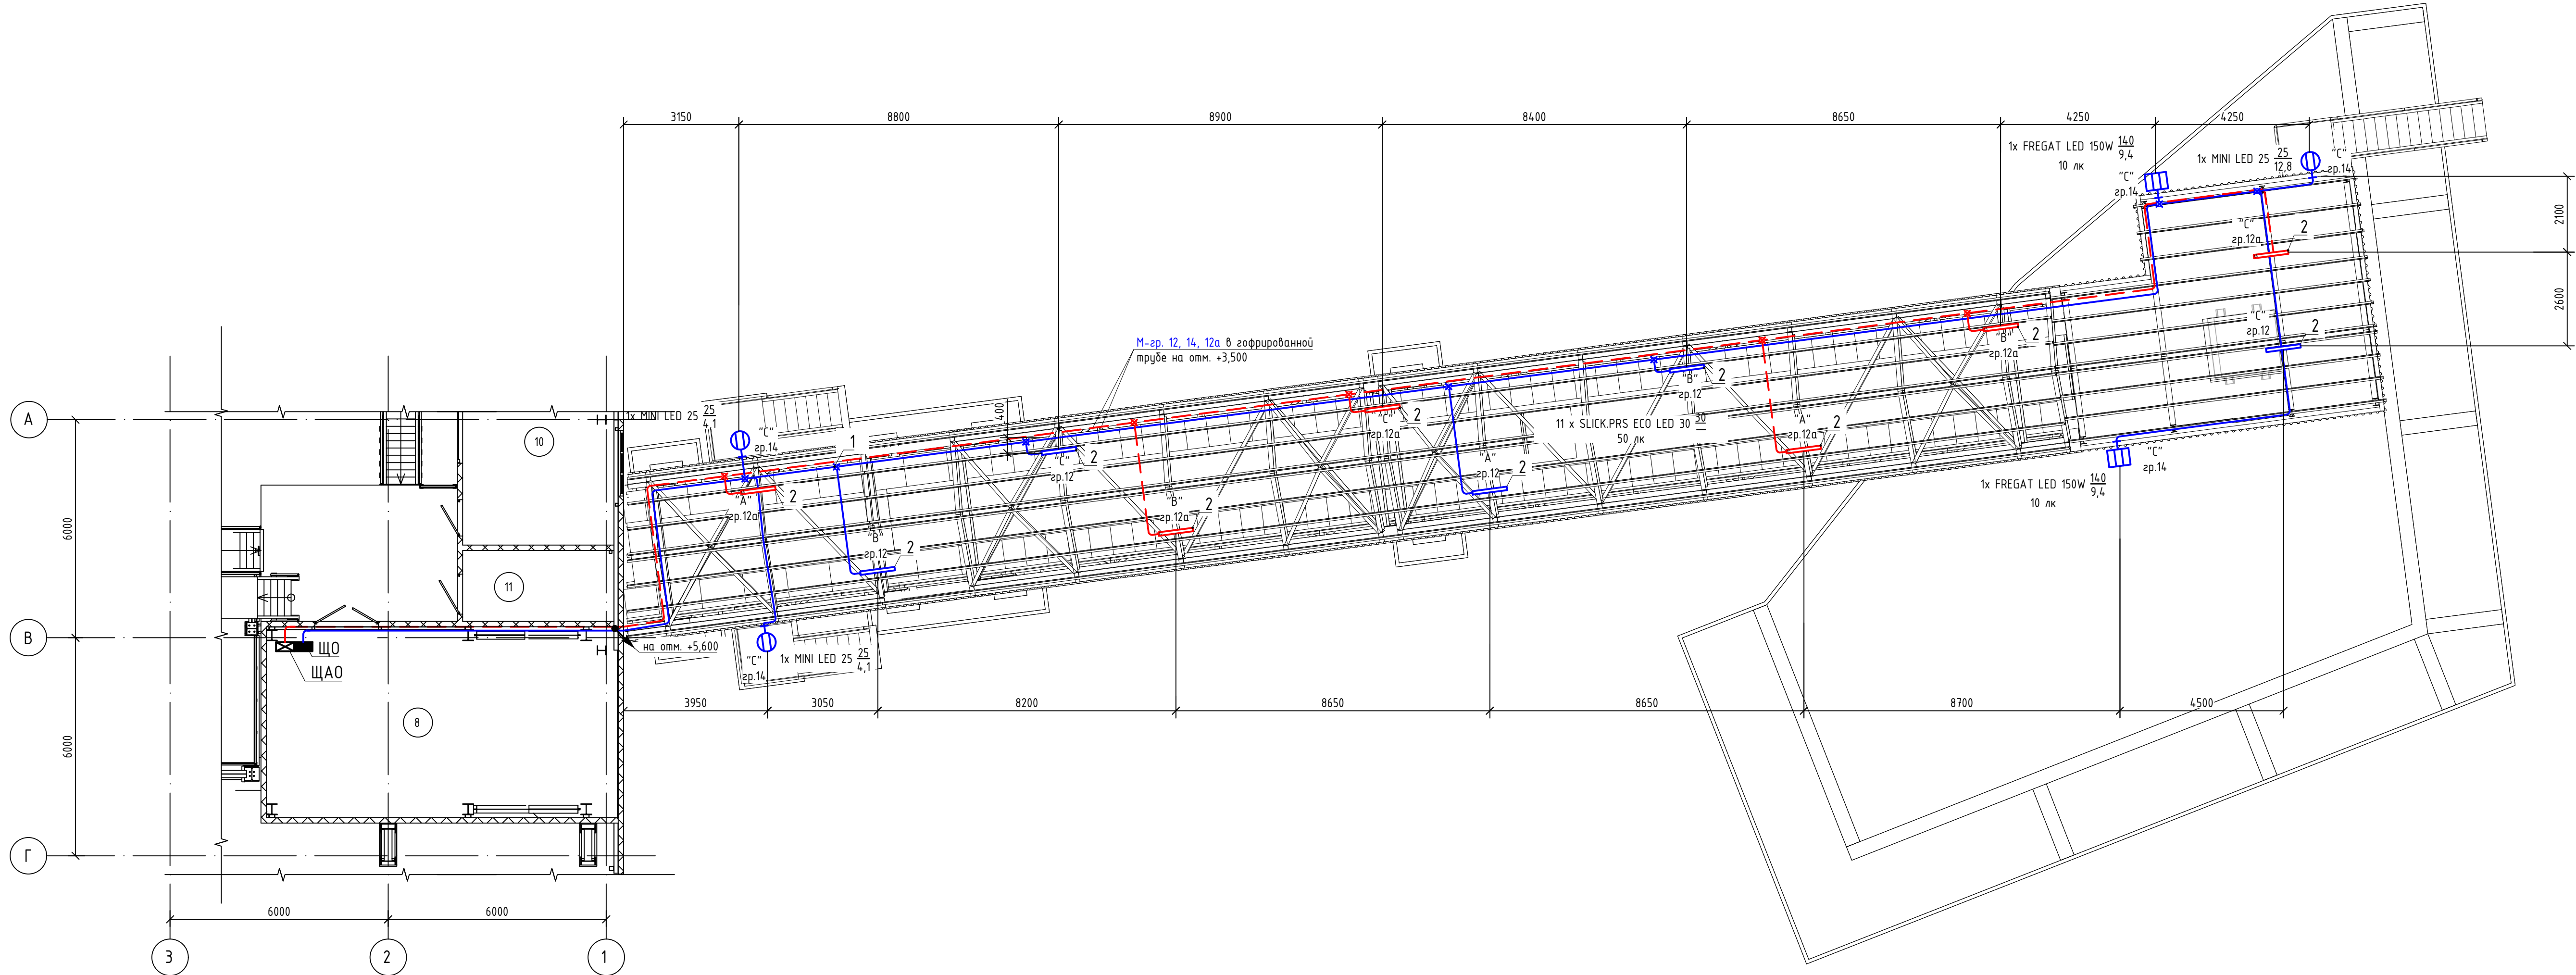 3150
8800
8900
8400
8650
4250
4250
1x FREGAT LED 150W 140
9,4
10 лк
1x MINI LED 25 25
12,8
"С"
гр.14
"С"
гр.14
2100
"С"
гр.12а
2
2600
"С"
гр.12
2
М-гр. 12, 14, 12а в гофрированной
трубе на отм. +3,500
"В"
гр.12а
2
"В"
гр.12
2
А
1x MINI LED 25 25
4,1
400
"С"
гр.12а
2
11 x SLICK.PRS ECO LED 30 30
50 лк
"А"
гр.12а
2
"С"
гр.14
1
10
"С"
гр.12
2
"А"
гр.12
2
"С"
гр.14
1x FREGAT LED 150W 140
9,4
10 лк
"А"
гр.12а
2
"В"
гр.12а
2
6000
"В"
гр.12
2
11
В
ЩО
ЩАО
на отм. +5,600
"С"
гр.14
1x MINI LED 25 25
4,1
3950
3050
8200
8650
8650
8700
4500
8
6000
Г
6000
6000
3
2
1